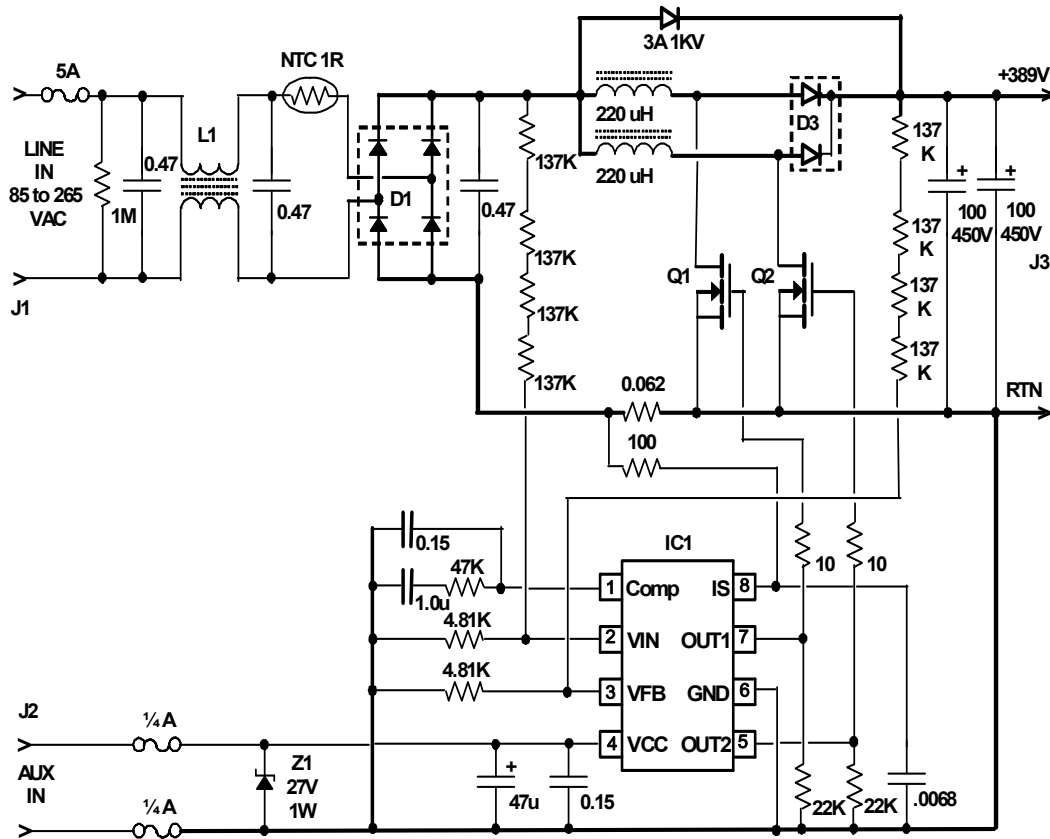 3A 1KV
5A
NTC 1R
+389V
L1
220 uH
D3
137
K
LINE
IN
85 to 265
VAC
0.47
1M
0.47
D1
0.47
137K
220 uH
137K
137K
137K
137
K
137
K
137
K
+
100
450V
+
100
450V
J3
Q1
Q2
J1
0.062
RTN
100
0.15
IC1
10
10
47K
1.0u
1
Comp
IS
8
4.81K
2
VIN
OUT1
7
4.81K
3
VFB
GND
6
J2
¼ A
4
VCC
OUT2
5
AUX
IN
Z1
27V
1W
+
47u
0.15
22K
22K
.0068
¼ A